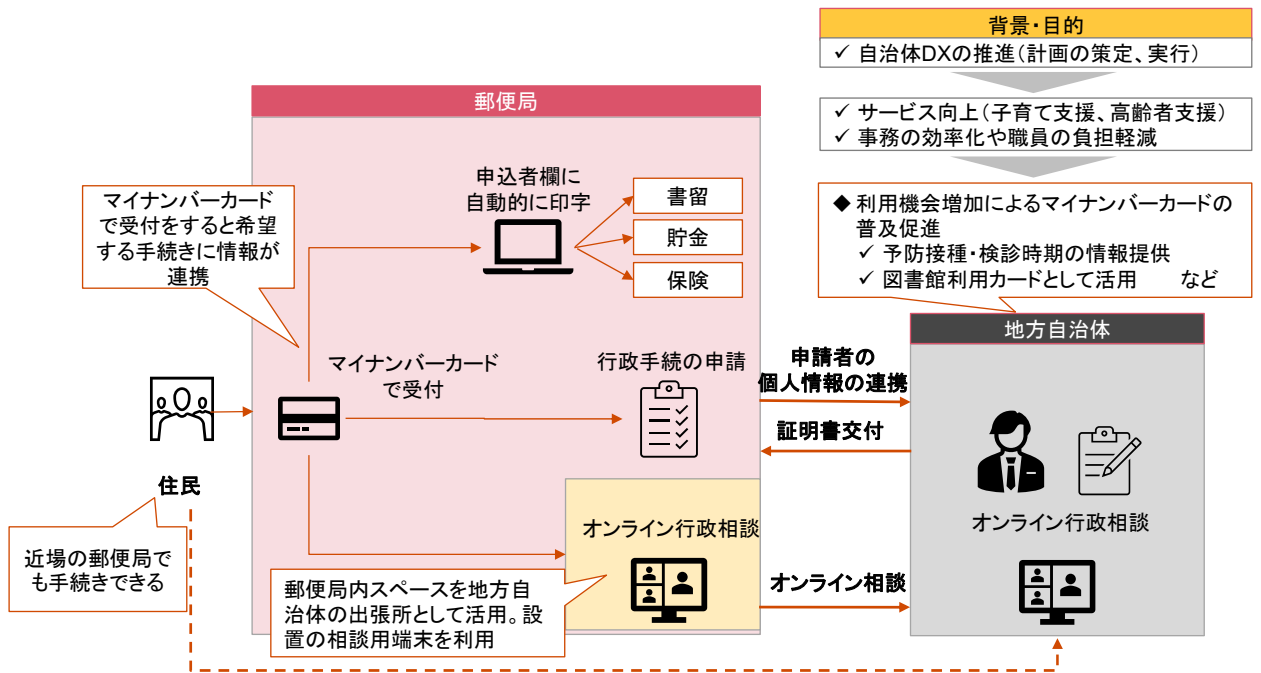 背景・目的
✓ 自治体DXの推進(計画の策定、実行)
✓ サービス向上(子育て支援、高齢者支援)
✓ 事務の効率化や職員の負担軽減
◆ 利用機会増加によるマイナンバーカードの
普及促進
✓ 予防接種・検診時期の情報提供
✓ 図書館利用カードとして活用 など
郵便局
マイナンバーカード
で受付をすると希望
する手続きに情報が
連携
申込者欄に
自動的に印字
書留
貯金
保険
マイナンバーカード
で受付
行政手続の申請
住民
近場の郵便局で
も手続きできる
オンライン行政相談
郵便局内スペースを地方自
治体の出張所として活用。設
置の相談用端末を利用
申請者の
個人情報の連携
証明書交付
オンライン相談
地方自治体
オンライン行政相談